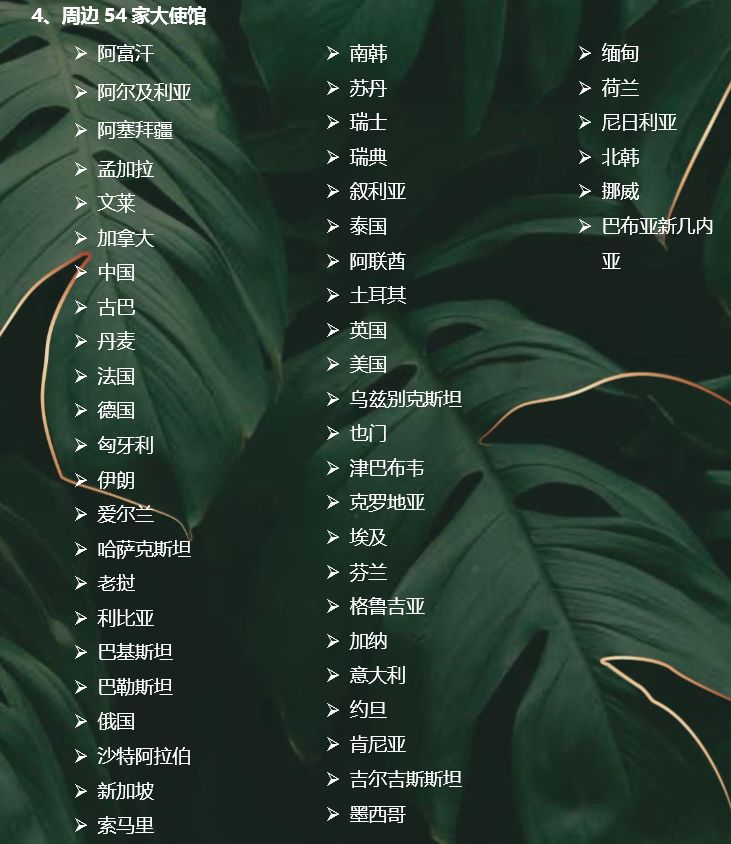 4、周边 54 家大使馆
阿富汗
阿尔及利亚
阿塞拜疆
孟加拉
文莱
加拿大
中国
古巴
丹麦
法国
德国
匈牙利
伊朗
爱尔兰
哈萨克斯坦
老挝
利比亚
巴基斯坦
巴勒斯坦
俄国
沙特阿拉伯
新加坡
索马里
南韩
苏丹
瑞士
瑞典
叙利亚
泰国
阿联酋
土耳其
英国
美国
乌兹别克斯坦
也门
津巴布韦
克罗地亚
埃及
芬兰
格鲁吉亚
加纳
意大利
约旦
肯尼亚
吉尔吉斯斯坦
墨西哥
缅甸
荷兰
尼日利亚
北韩
挪威
巴布亚新几内
亚